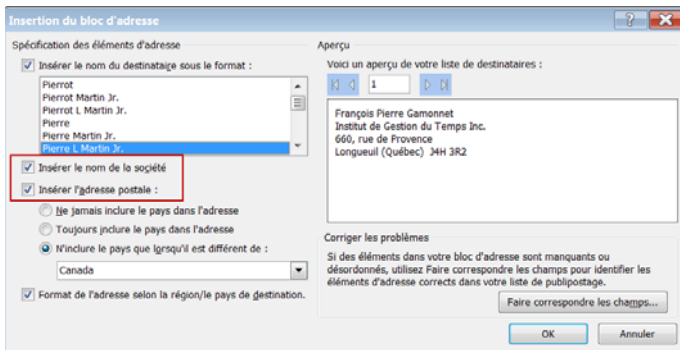 Insertion du bloc d'adresse
Spécification des éléments d'adresse
Insérer le nom du destinataire sous le format :
Pierrot
Pierrot Martin Jr.
Pierrot L Martin Jr.
Pierre
Pierre Martin Jr.
Pierre L Martin Jr.
Insérer le nom de la société
Insérer l'adresse postale :
Ne jamais inclure le pays dans l'adresse
Toujours inclure le pays dans l'adresse
N'inclure le pays que lorsqu'il est différent de :
Canada
Format de l'adresse selon la région/le pays de destination.
Aperçu
Voici un aperçu de votre liste de destinataires :
1
François Pierre Gamonnet
Institut de Gestion du Temps Inc.
660, rue de Provence
Longueuil (Québec) J4H 3R2
Corriger les problèmes
Si des éléments dans votre bloc d'adresse sont manquants ou
désordonnés, utilisez Faire correspondre les champs pour identifier les
éléments d'adresse corrects dans votre liste de publipostage.
Faire correspondre les champs...
OK
Annuler